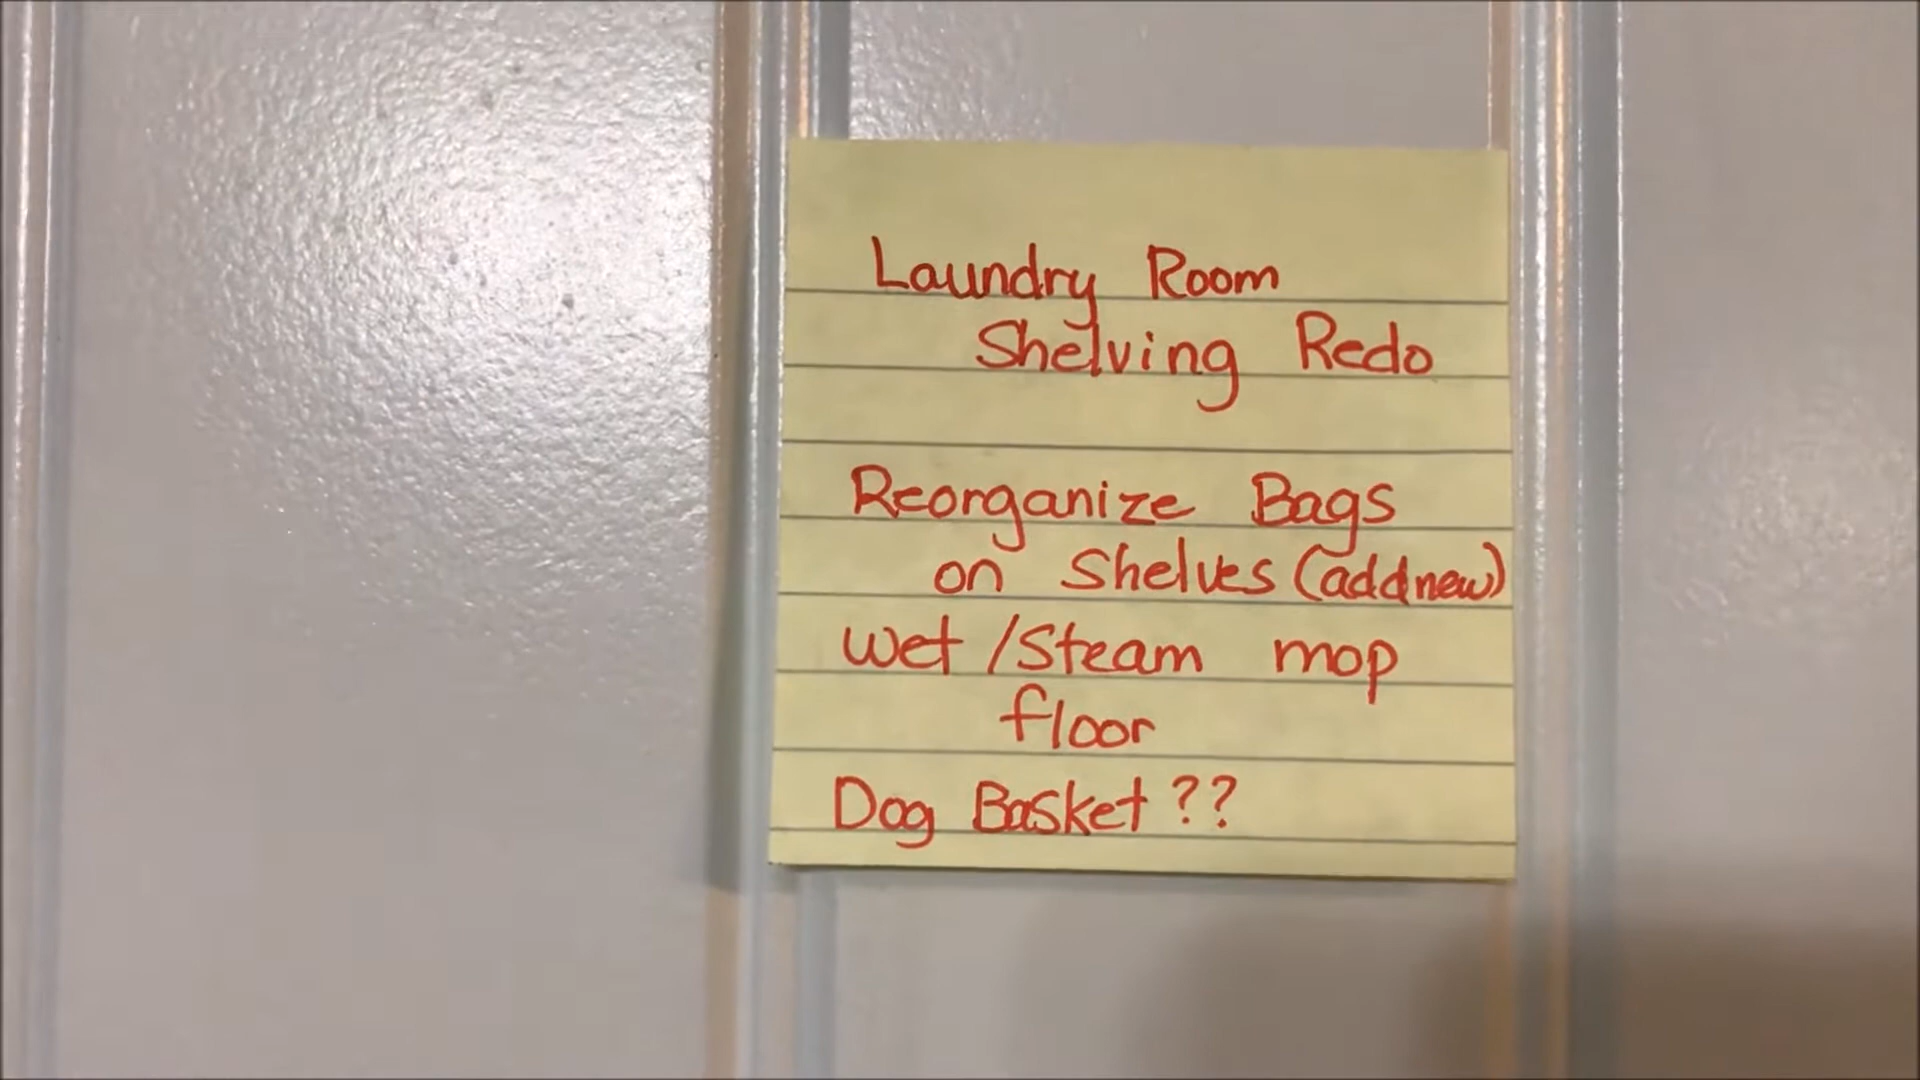 Laundry Room
Shelving Redo
Reorganize Bags
on Shelves (add new)
Wet/Steam mop
floor
Dog Basket ??